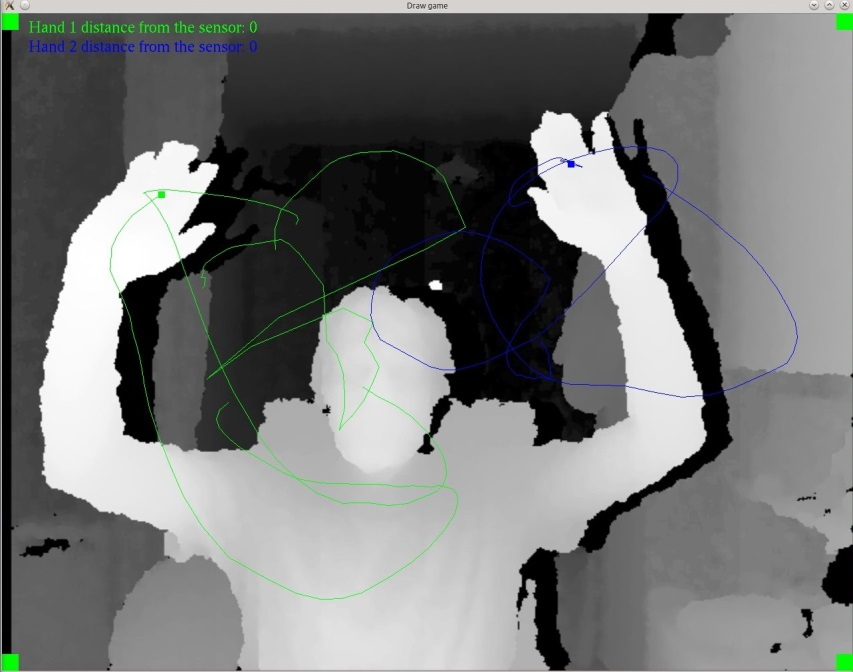 Draw game
Hand 1 distance from the sensor: 0
Hand 2 distance from the sensor: 0